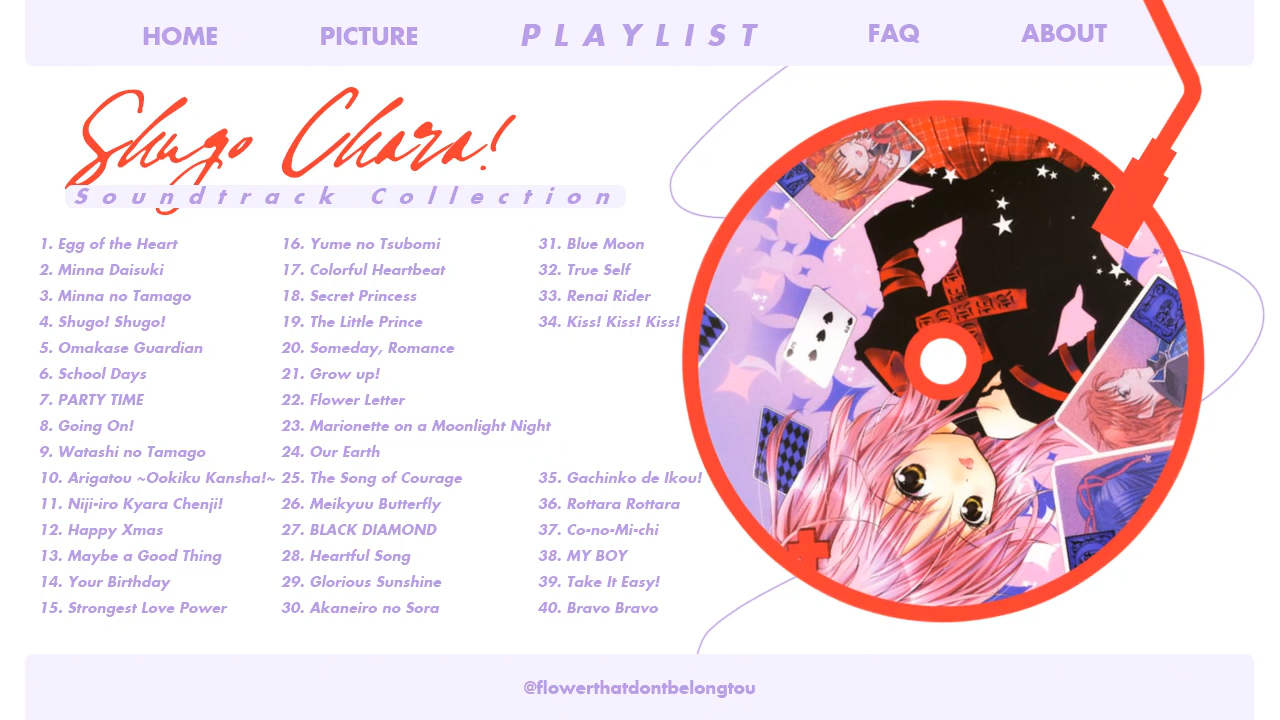 HOME PICTURE PLAYLIST FAQ ABOUT
Shugo Chara!
Soundtrack Collection
1. Egg of the Heart
2. Minna Daisuki
3. Minna no Tamago
4. Shugo! Shugo!
5. Omakase Guardian
6. School Days
7. PARTY TIME
8. Going On!
9. Watashi no Tamago
10. Arigatou ~Ookiku Kansha!~
11. Niji-iro Kyara Chenji!
12. Happy Xmas
13. Maybe a Good Thing
14. Your Birthday
15. Strongest Love Power
16. Yume no Tsubomi
17. Colorful Heartbeat
18. Secret Princess
19. The Little Prince
20. Someday, Romance
21. Grow up!
22. Flower Letter
23. Marionette on a Moonlight Night
24. Our Earth
25. The Song of Courage
26. Meikyuu Butterfly
27. BLACK DIAMOND
28. Heartful Song
29. Glorious Sunshine
30. Akaneiro no Sora
31. Blue Moon
32. True Self
33. Renai Rider
34. Kiss! Kiss! Kiss!
35. Gachinko de Ikou!
36. Rottara Rottara
37. Co-no-Mi-chi
38. MY BOY
39. Take It Easy!
40. Bravo Bravo
@flowerthatdontbelongtou